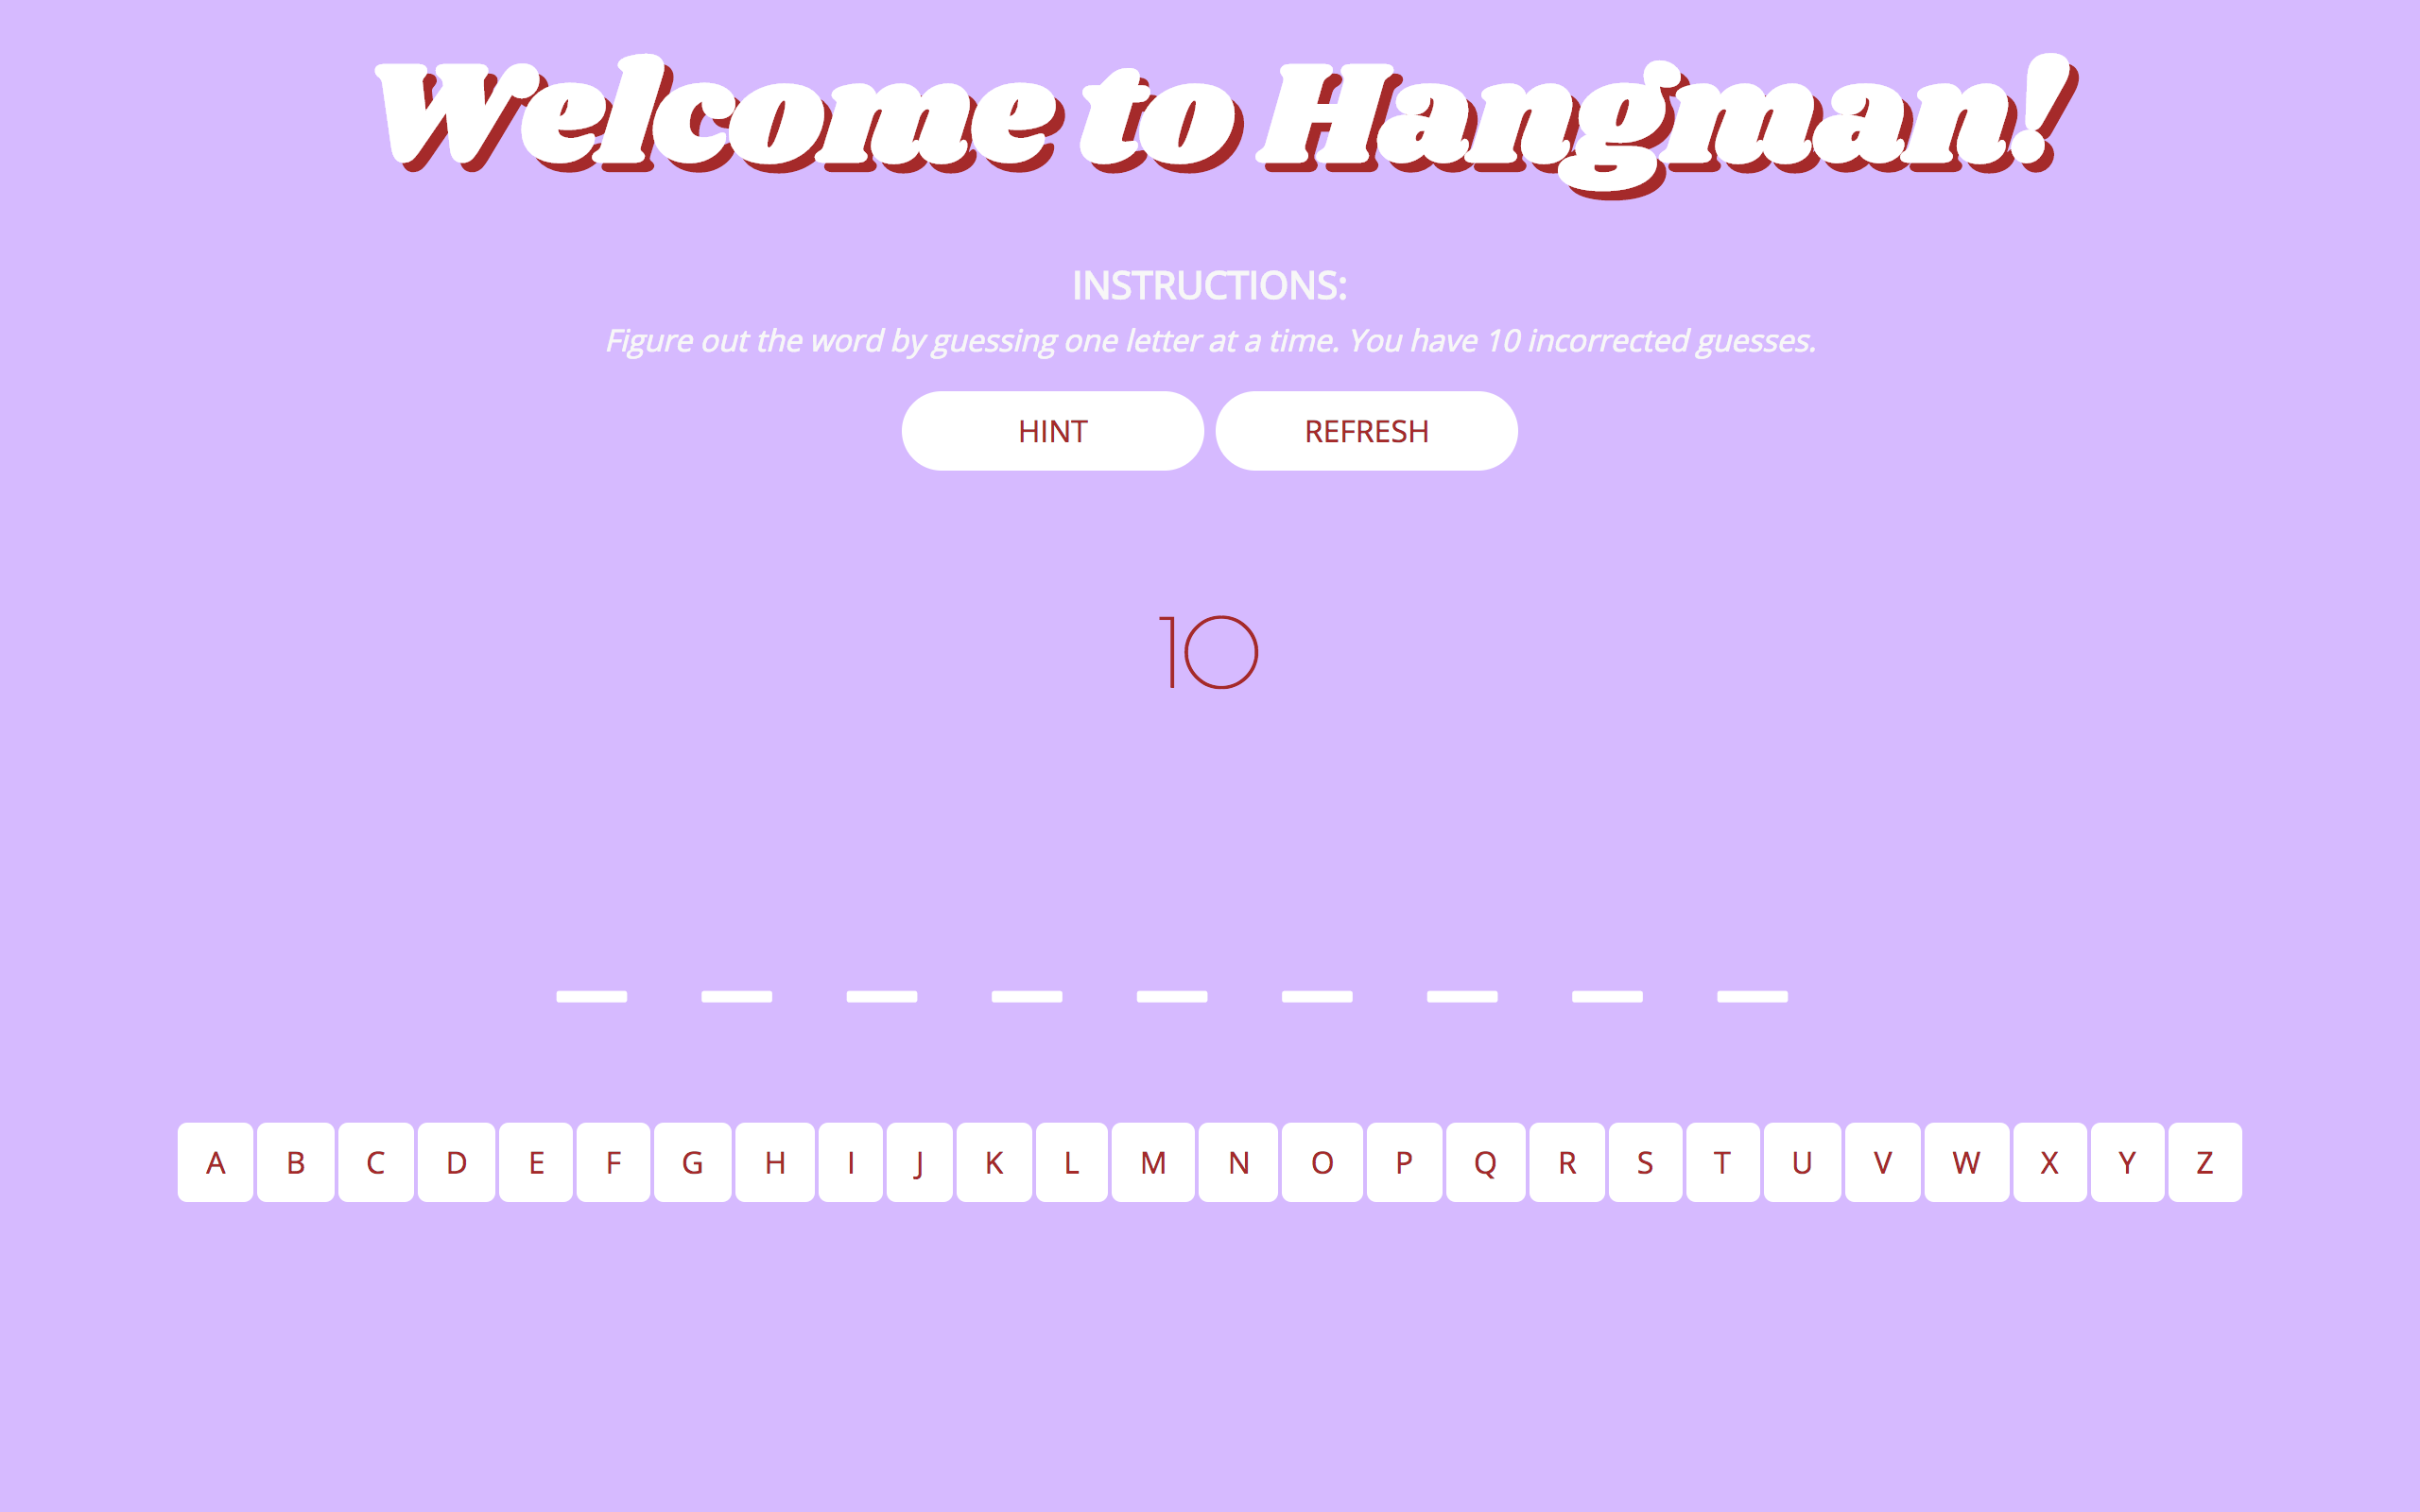 Welcome to Hangman!
INSTRUCTIONS:
Figure out the word by guessing one letter at a time. You have 10 incorrected guesses.
HINT REFRESH
10
A B C D E F G H I J K L M N O P Q R S T U V W X Y Z